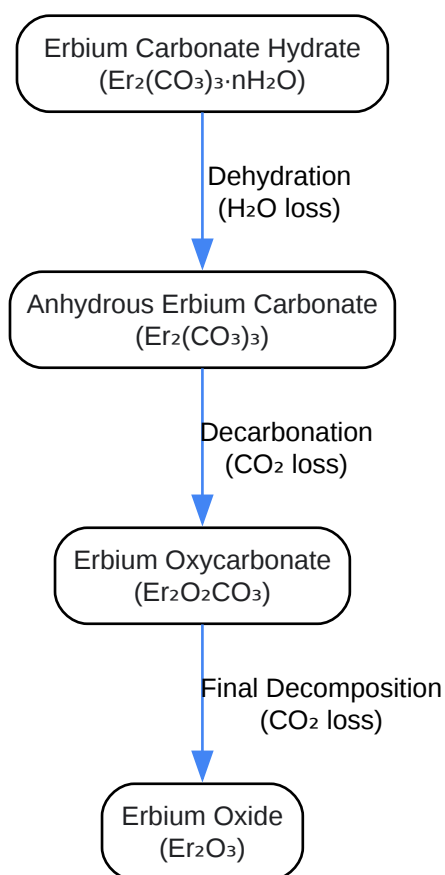 Erbium Carbonate Hydrate
(Er₂(CO₃)₃·nH₂O)
Dehydration
(H₂O loss)
Anhydrous Erbium Carbonate
(Er₂(CO₃)₃)
Decarbonation
(CO₂ loss)
Erbium Oxycarbonate
(Er₂O₂CO₃)
Final Decomposition
(CO₂ loss)
Erbium Oxide
(Er₂O₃)